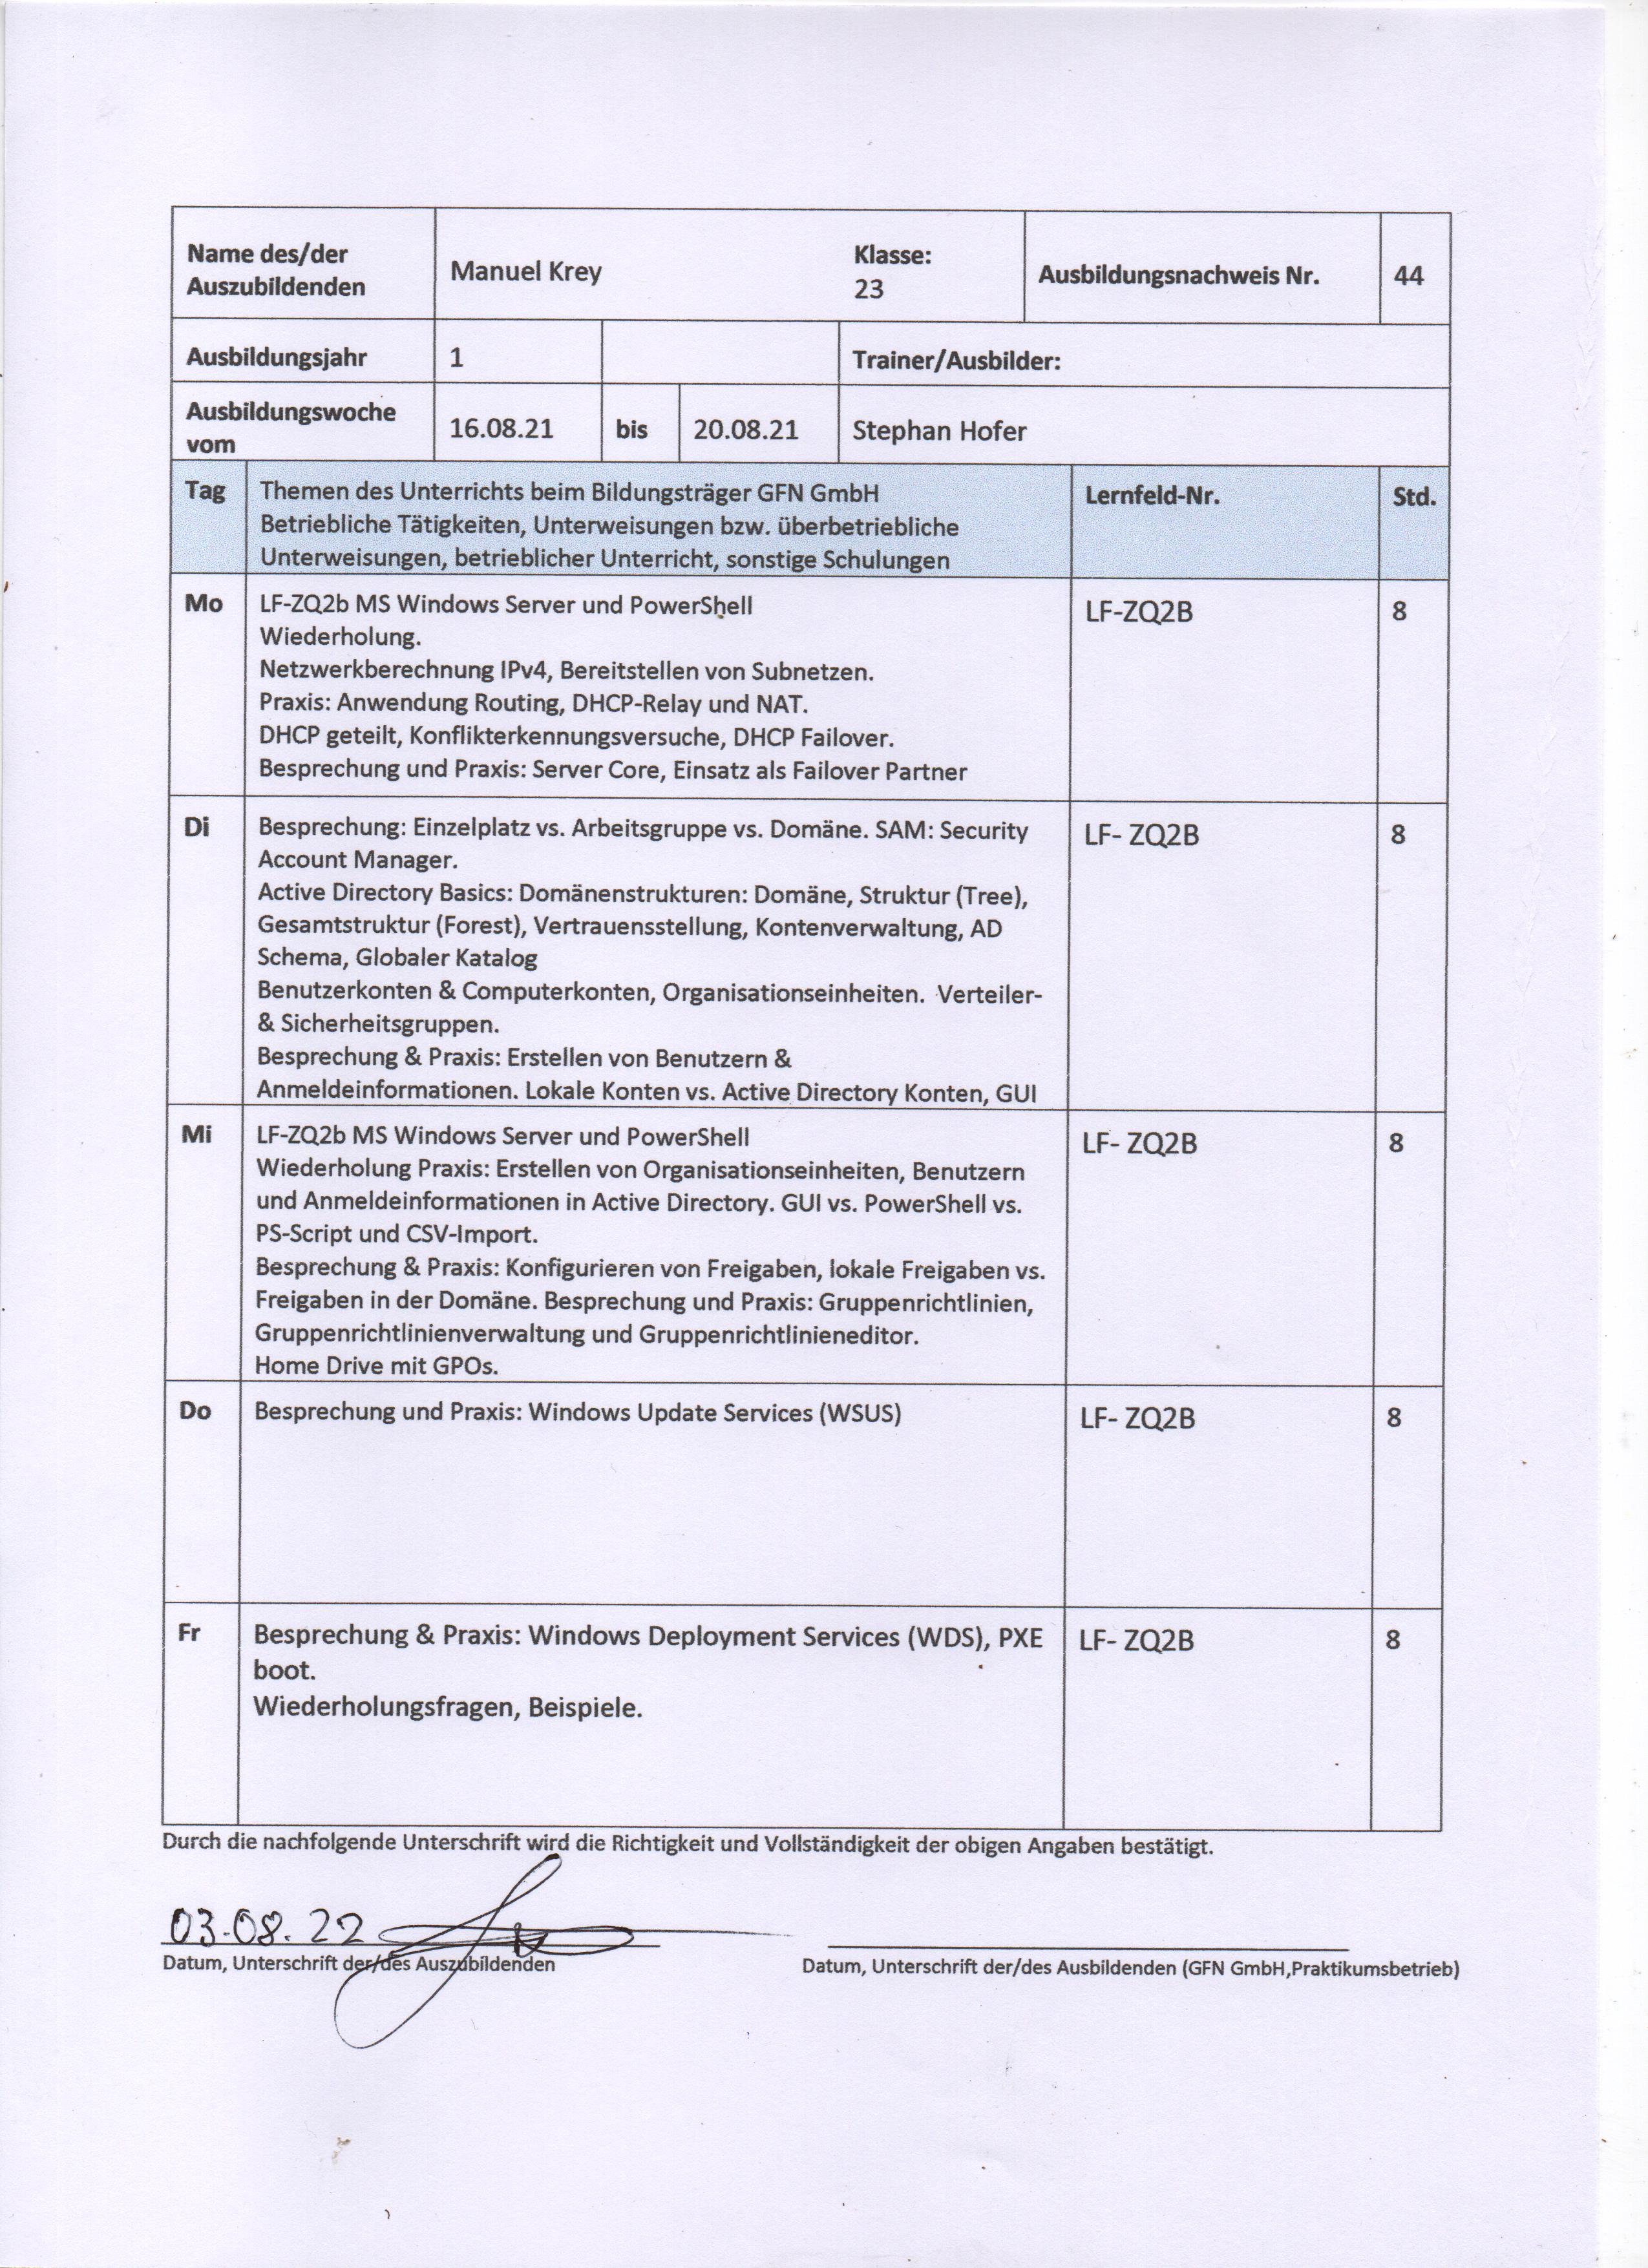 Name des/der
Auszubildenden
Manuel Krey
Klasse:
23
Ausbildungsnachweis Nr.
44
Ausbildungsjahr
1
Trainer/Ausbilder:
Ausbildungswoche
vom
16.08.21
bis
20.08.21
Stephan Hofer
Tag
Themen des Unterrichts beim Bildungsträger GFN GmbH
Betriebliche Tätigkeiten, Unterweisungen bzw. überbetriebliche
Unterweisungen, betrieblicher Unterricht, sonstige Schulungen
Lernfeld-Nr.
Std.
Mo
LF-ZQ2b MS Windows Server und PowerShell
Wiederholung.
Netzwerkberechnung IPv4, Bereitstellen von Subnetzen.
Praxis: Anwendung Routing, DHCP-Relay und NAT.
DHCP geteilt, Konflikterkennungsversuche, DHCP Failover.
Besprechung und Praxis: Server Core, Einsatz als Failover Partner
LF-ZQ2B
8
Di
Besprechung: Einzelplatz vs. Arbeitsgruppe vs. Domäne. SAM: Security
Account Manager.
Active Directory Basics: Domänenstrukturen: Domäne, Struktur (Tree),
Gesamtstruktur (Forest), Vertrauensstellung, Kontenverwaltung, AD
Schema, Globaler Katalog
Benutzerkonten & Computerkonten, Organisationseinheiten. Verteiler-
& Sicherheitsgruppen.
Besprechung & Praxis: Erstellen von Benutzern &
Anmeldeinformationen. Lokale Konten vs. Active Directory Konten, GUI
LF- ZQ2B
8
Mi
LF-ZQ2b MS Windows Server und PowerShell
Wiederholung Praxis: Erstellen von Organisationseinheiten, Benutzern
und Anmeldeinformationen in Active Directory. GUI vs. PowerShell vs.
PS-Script und CSV-Import.
Besprechung & Praxis: Konfigurieren von Freigaben, lokale Freigaben vs.
Freigaben in der Domäne. Besprechung und Praxis: Gruppenrichtlinien,
Gruppenrichtlinienverwaltung und Gruppenrichtlinieneditor.
Home Drive mit GPOs.
LF- ZQ2B
8
Do
Besprechung und Praxis: Windows Update Services (WSUS)
LF- ZQ2B
8
Fr
Besprechung & Praxis: Windows Deployment Services (WDS), PXE
boot.
Wiederholungsfragen, Beispiele.
LF- ZQ2B
8
Durch die nachfolgende Unterschrift wird die Richtigkeit und Vollständigkeit der obigen Angaben bestätigt.
03.08.22
Datum, Unterschrift der/des Auszubildenden
Datum, Unterschrift der/des Ausbildenden (GFN GmbH,Praktikumsbetrieb)